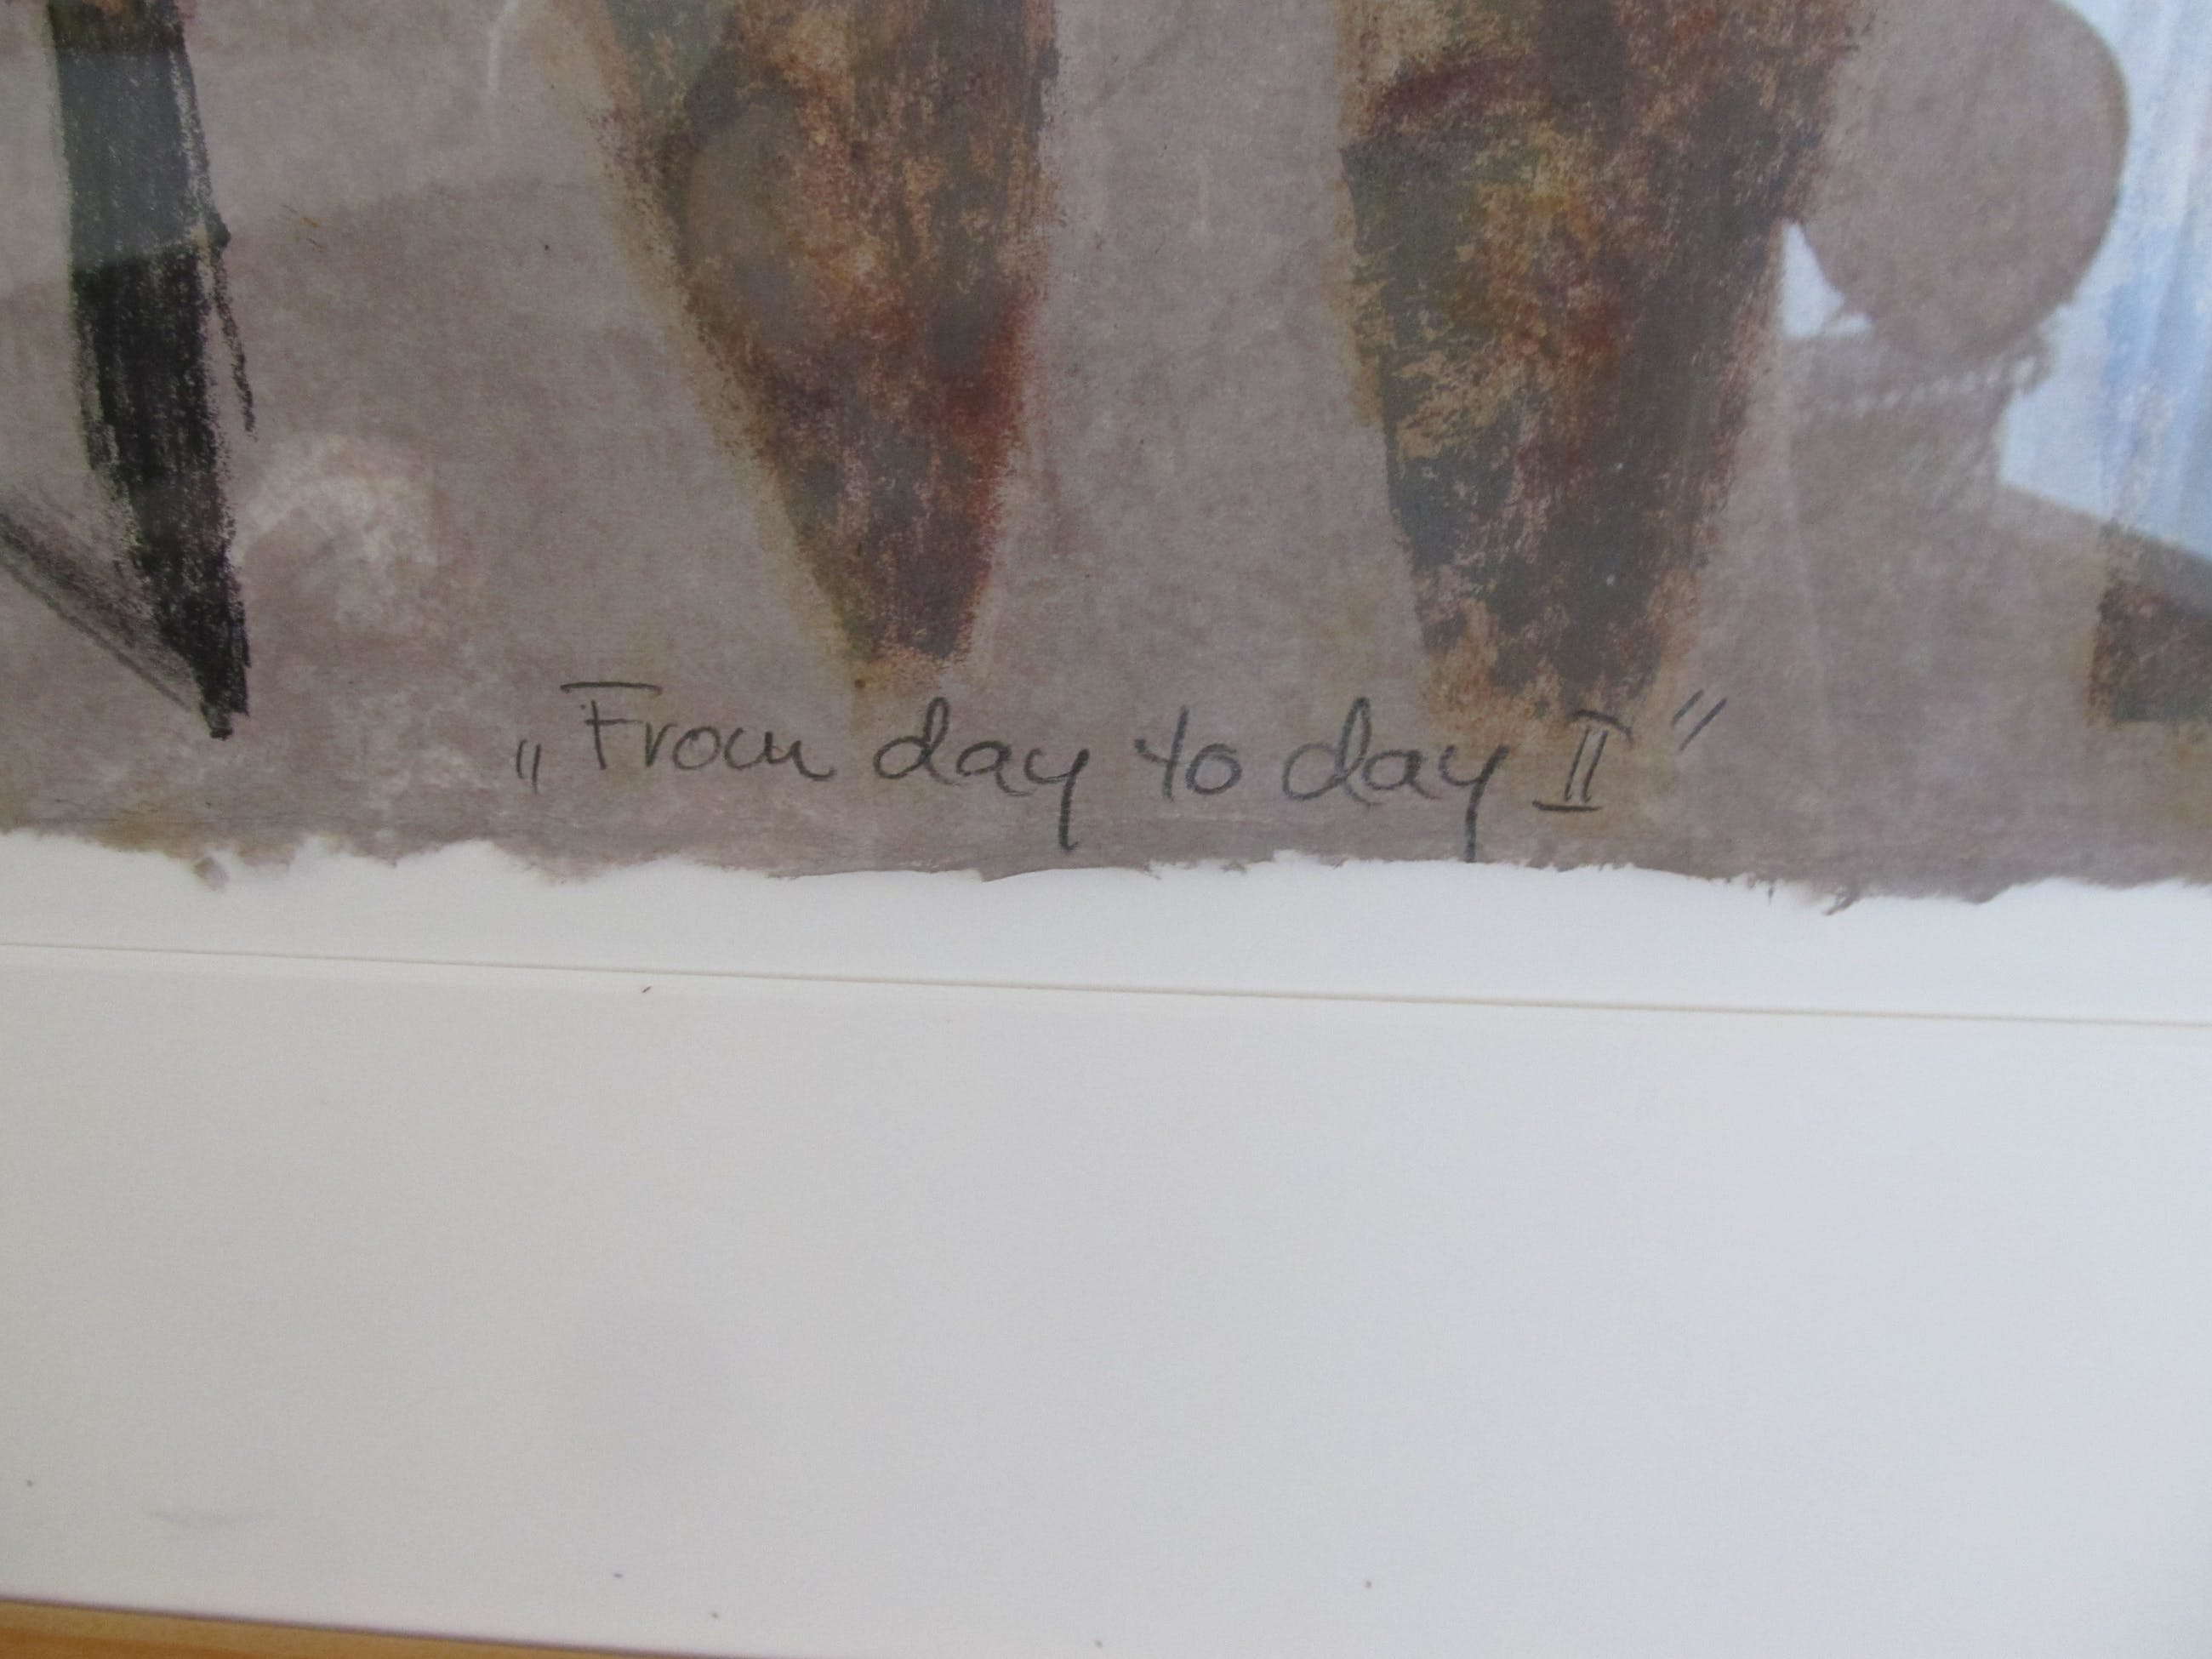 „From day to day II"